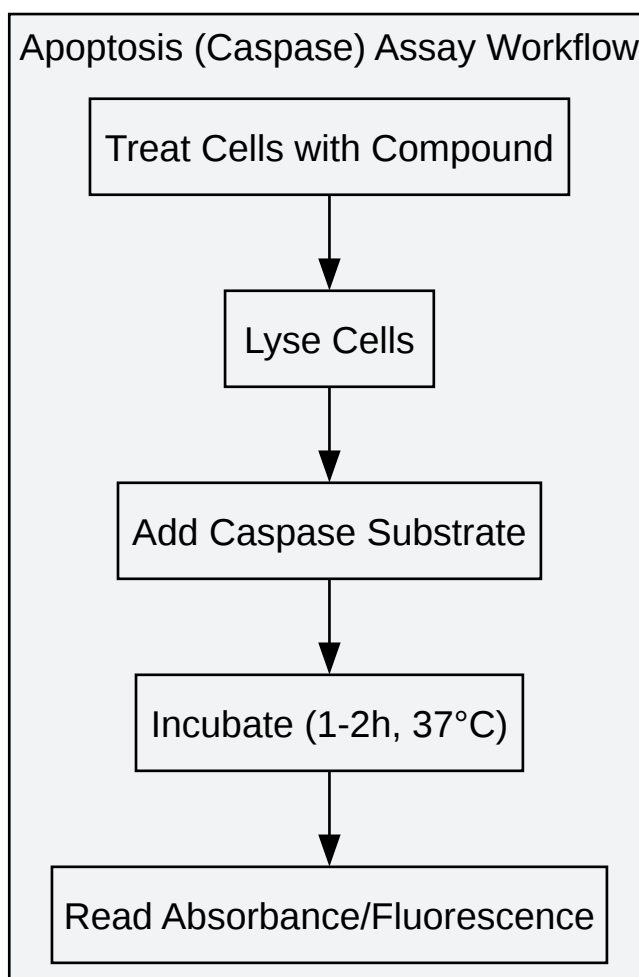 Apoptosis (Caspase) Assay Workflow
Treat Cells with Compound
Lyse Cells
Add Caspase Substrate
Incubate (1-2h, 37°C)
Read Absorbance/Fluorescence